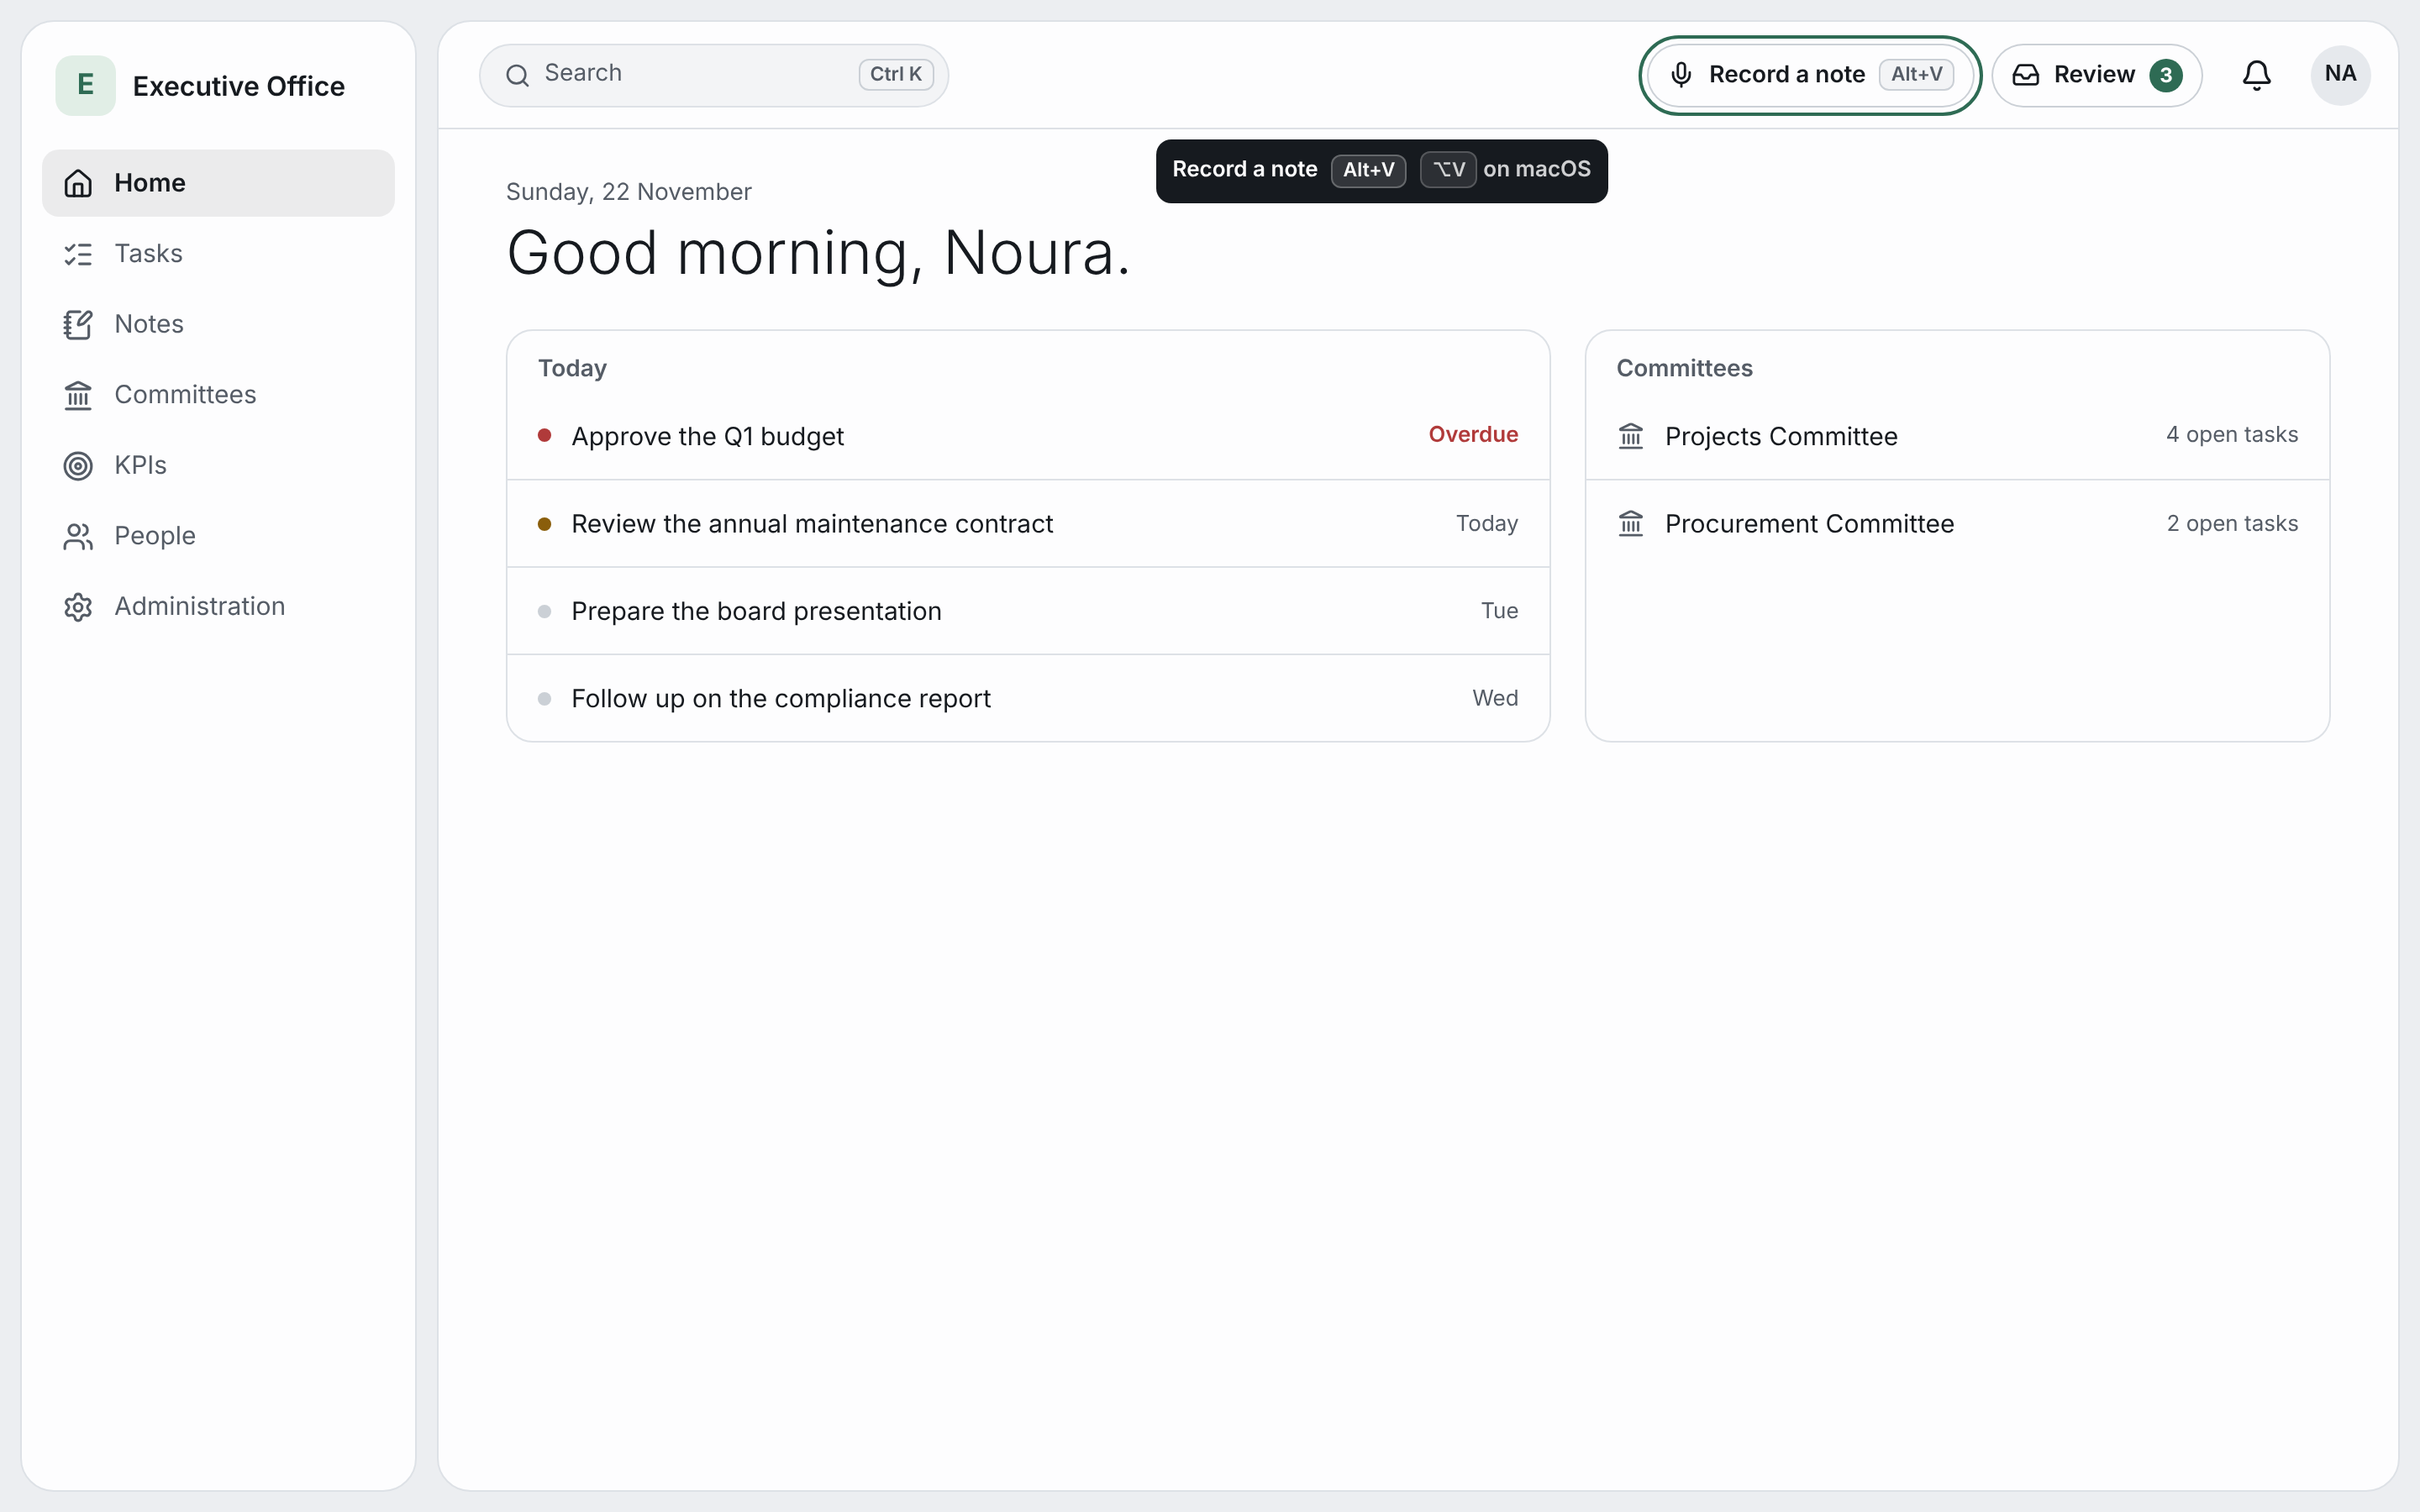 E Executive Office
Home
Tasks
Notes
Committees
KPIs
People
Administration
Search Ctrl K
Record a note Alt+V
Review 3
NA
Record a note Alt+V ⌥V on macOS
Sunday, 22 November
Good morning, Noura.
Today
Approve the Q1 budget Overdue
Review the annual maintenance contract Today
Prepare the board presentation Tue
Follow up on the compliance report Wed
Committees
Projects Committee 4 open tasks
Procurement Committee 2 open tasks